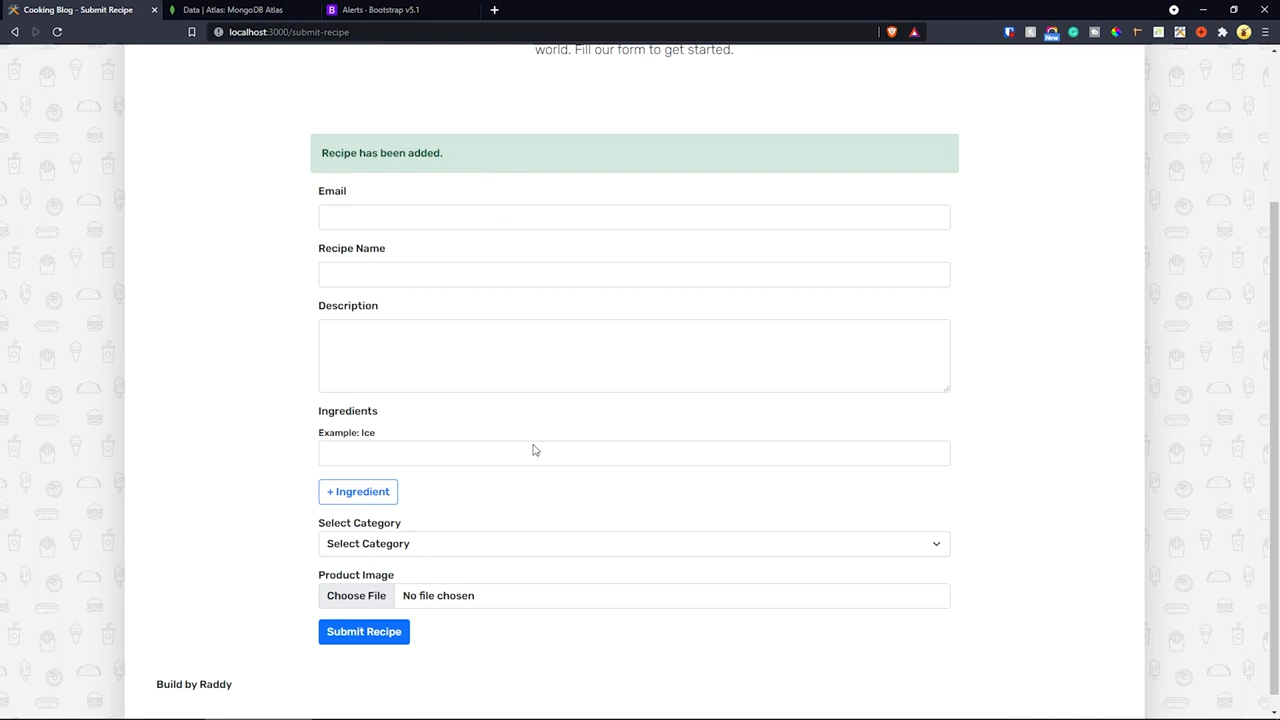 Cooking Blog - Submit Recipe
Data | Atlas: MongoDB Atlas
Alerts · Bootstrap v5.1
localhost:3000/submit-recipe
New
world. Fill our form to get started.
Recipe has been added.
Email
Recipe Name
Description
Ingredients
Example: Ice
+ Ingredient
Select Category
Select Category
Product Image
Choose File No file chosen
Submit Recipe
Build by Raddy